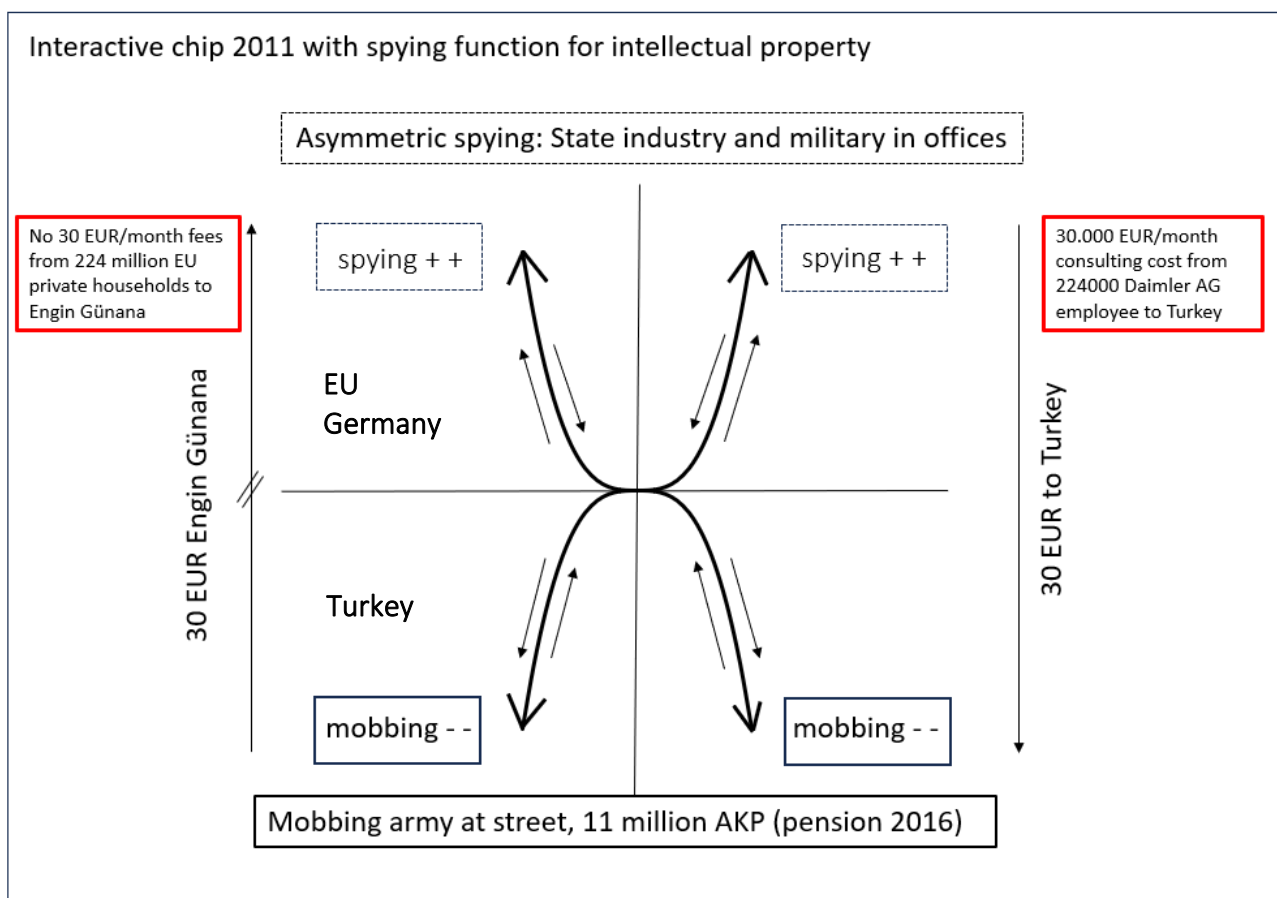 Interactive chip 2011 with spying function for intellectual property
Asymmetric spying: State industry and military in offices
No 30 EUR/month fees
from 224 million EU
private households to
Engin Günana
spying + +
spying + +
30.000 EUR/month
consulting cost from
224000 Daimler AG
employee to Turkey
EU
Germany
30 EUR Engin Günana
30 EUR to Turkey
Turkey
mobbing - -
mobbing - -
Mobbing army at street, 11 million AKP (pension 2016)